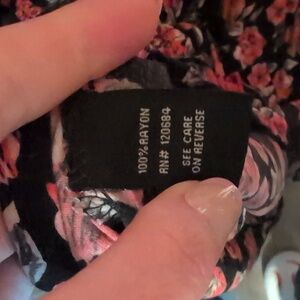 100% RAYON
RN# 120684
SEE CARE
ON REVERSE